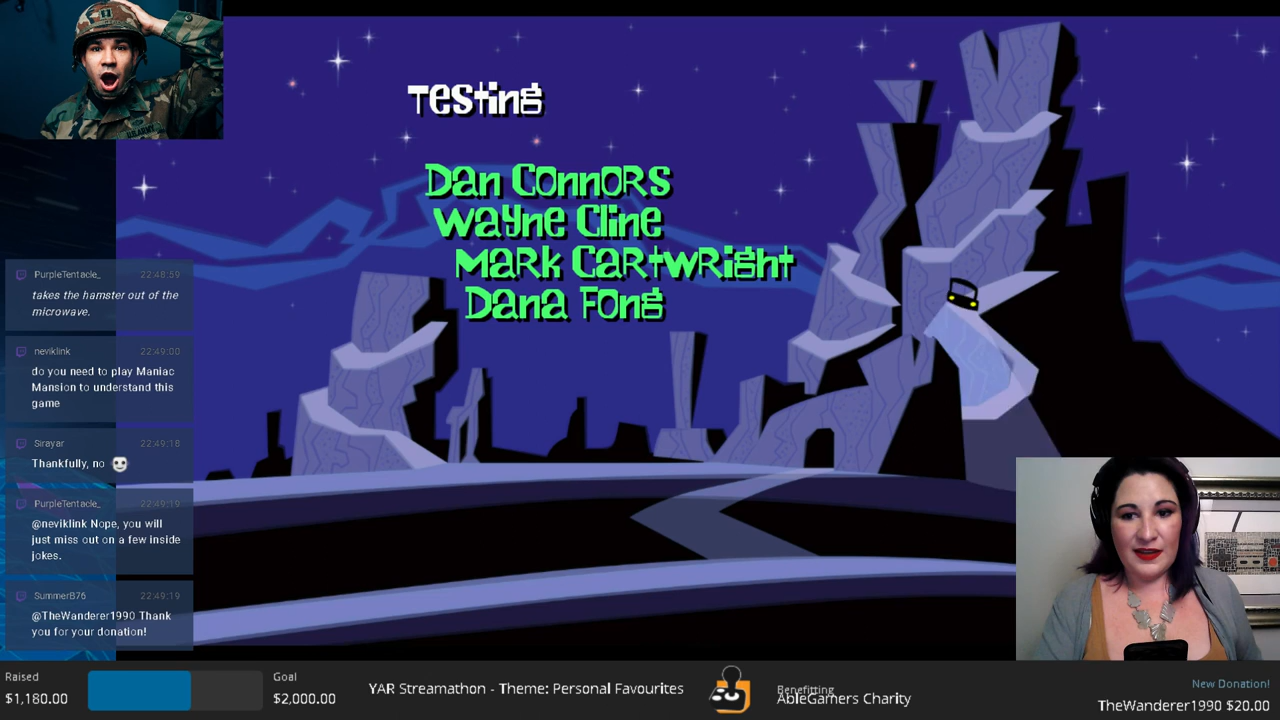 U.S. ARMY
Testing
Dan Connors
Wayne Cline
Mark Cartwright
Dana Fong
PurpleTentacle_ 22:48:59
takes the hamster out of the
microwave.
neviklink 22:49:00
do you need to play Maniac
Mansion to understand this
game
Sirayar 22:49:18
Thankfully, no
PurpleTentacle_ 22:49:19
@neviklink Nope, you will
just miss out on a few inside
jokes.
SummerB76 22:49:19
@TheWanderer1990 Thank
you for your donation!
Raised
$1,180.00
Goal
$2,000.00
YAR Streamathon - Theme: Personal Favourites
Benefitting
AbleGamers Charity
New Donation!
TheWanderer1990 $20.00